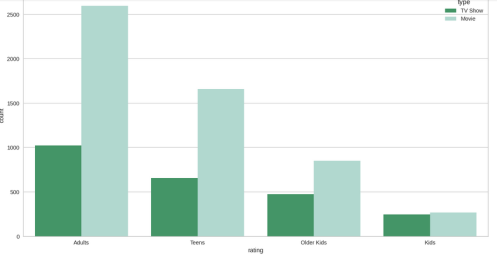 type
TV Show
Movie
2500
2000
1500
1000
500
0
count
Adults
Teens
Older Kids
Kids
rating